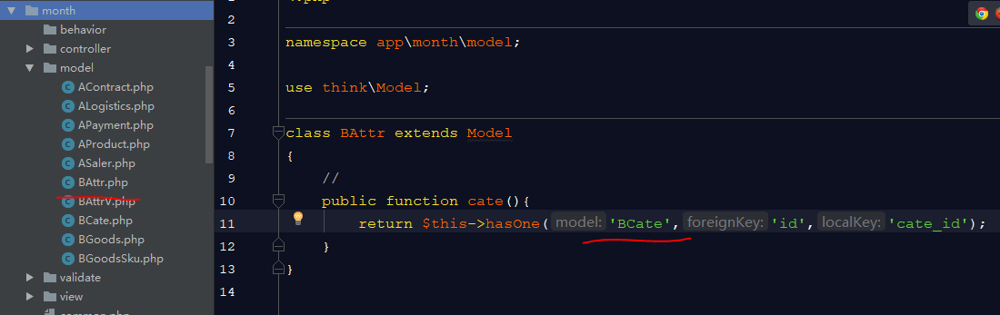 month
behavior
controller
model
AContract.php
ALogistics.php
APayment.php
AProduct.php
ASaler.php
BAttr.php
BAttrV.php
BCate.php
BGoods.php
BGoodsSku.php
validate
view
2
3 namespace app\month\model;
4
5 use think\Model;
6
7 class BAttr extends Model
8 {
9 //
10 public function cate(){
11 return $this->hasOne( model: 'BCate', foreignKey: 'id', localKey: 'cate_id');
12 }
13 }
14